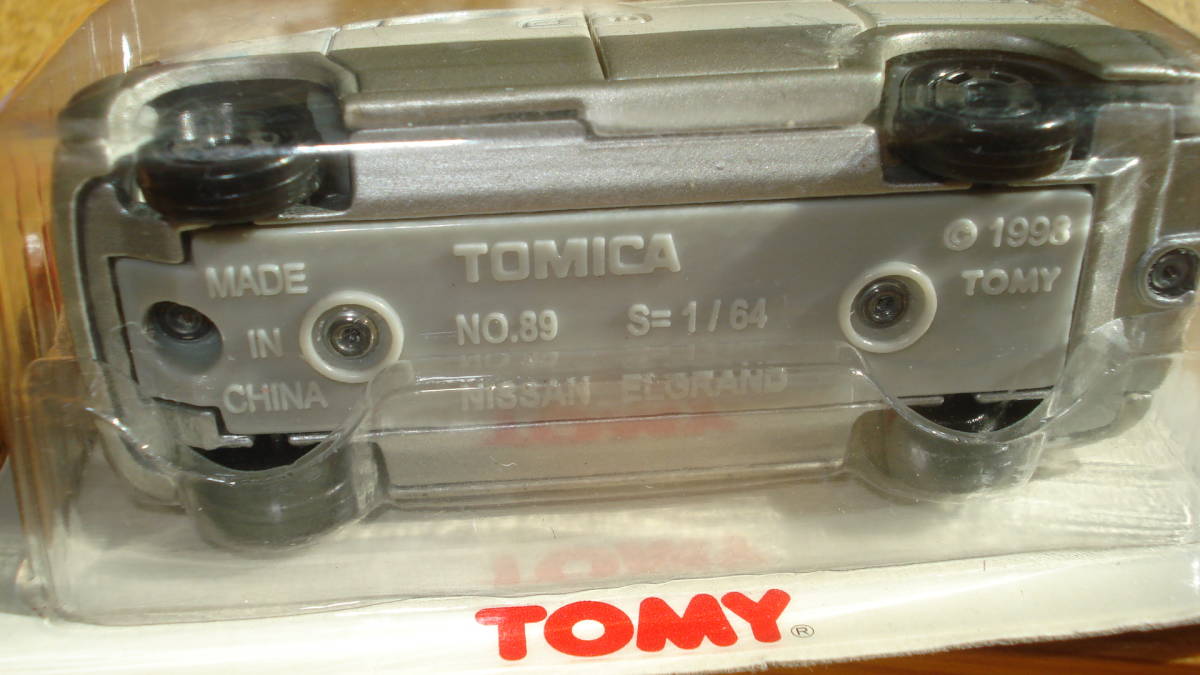 MADE
IN
CHINA
TOMICA
NO.89 S= 1 / 64
NISSAN ELGRAND
© 1998
TOMY
TOMY®